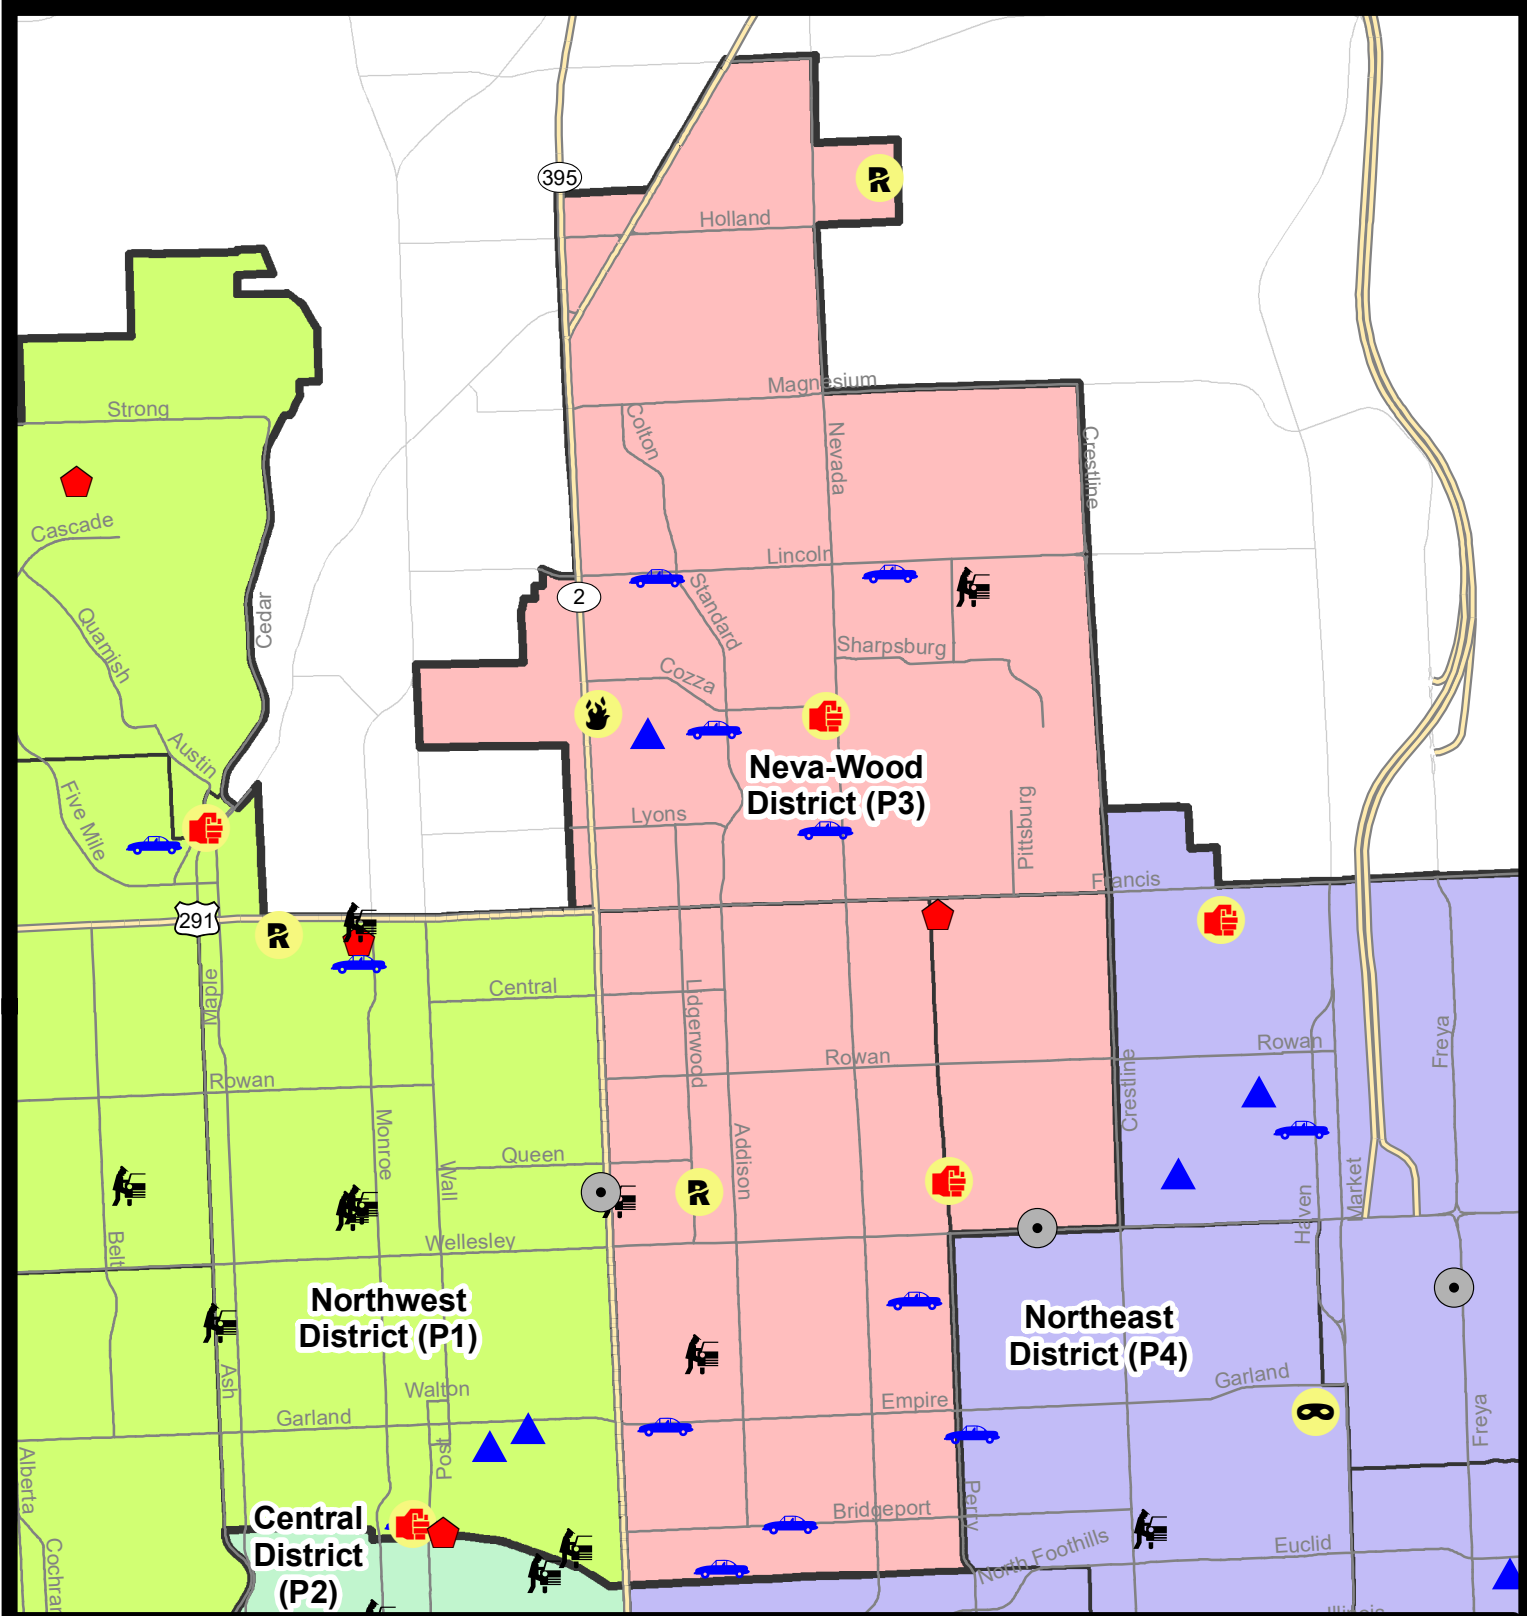 395
Holland
Magnesium
Strong
Colton
Nevada
Crestline
Cascade
Lincoln
2
Standard
Quamish
Cedar
Sharpsburg
Cozza
Austin
Neva-Wood
District (P3)
Five Mile
Lyons
Pittsburg
Francis
291
Maple
Central
Lidgerwood
Freya
Rowan
Rowan
Rowan
Crestline
Monroe
Queen
Wall
Addison
Market
Haven
Belt
Wellesley
Northwest
District (P1)
Northeast
District (P4)
Ash
Walton
Garland
Empire
Garland
Freya
Post
Alberta
Central
District
(P2)
Bridgeport
Perry
North Foothills
Euclid